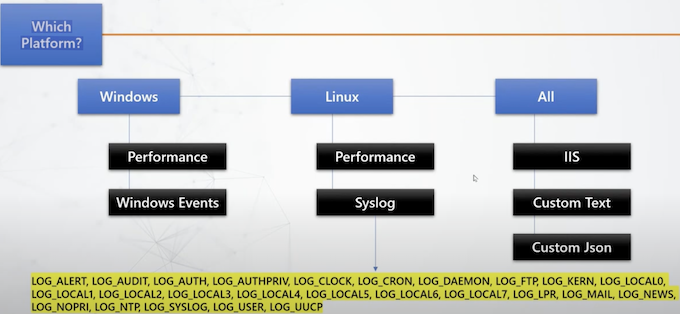 Which
Platform?
Windows
Linux
All
Performance
Performance
IIS
Windows Events
Syslog
Custom Text
Custom Json
LOG_ALERT, LOG_AUDIT, LOG_AUTH, LOG_AUTHPRIV, LOG_CLOCK, LOG_CRON, LOG_DAEMON, LOG_FTP, LOG_KERN, LOG_LOCAL0,
LOG_LOCAL1, LOG_LOCAL2, LOG_LOCAL3, LOG_LOCAL4, LOG_LOCAL5, LOG_LOCAL6, LOG_LOCAL7, LOG_LPR, LOG_MAIL, LOG_NEWS,
LOG_NOPRI, LOG_NTP, LOG_SYSLOG, LOG_USER, LOG_UUCP